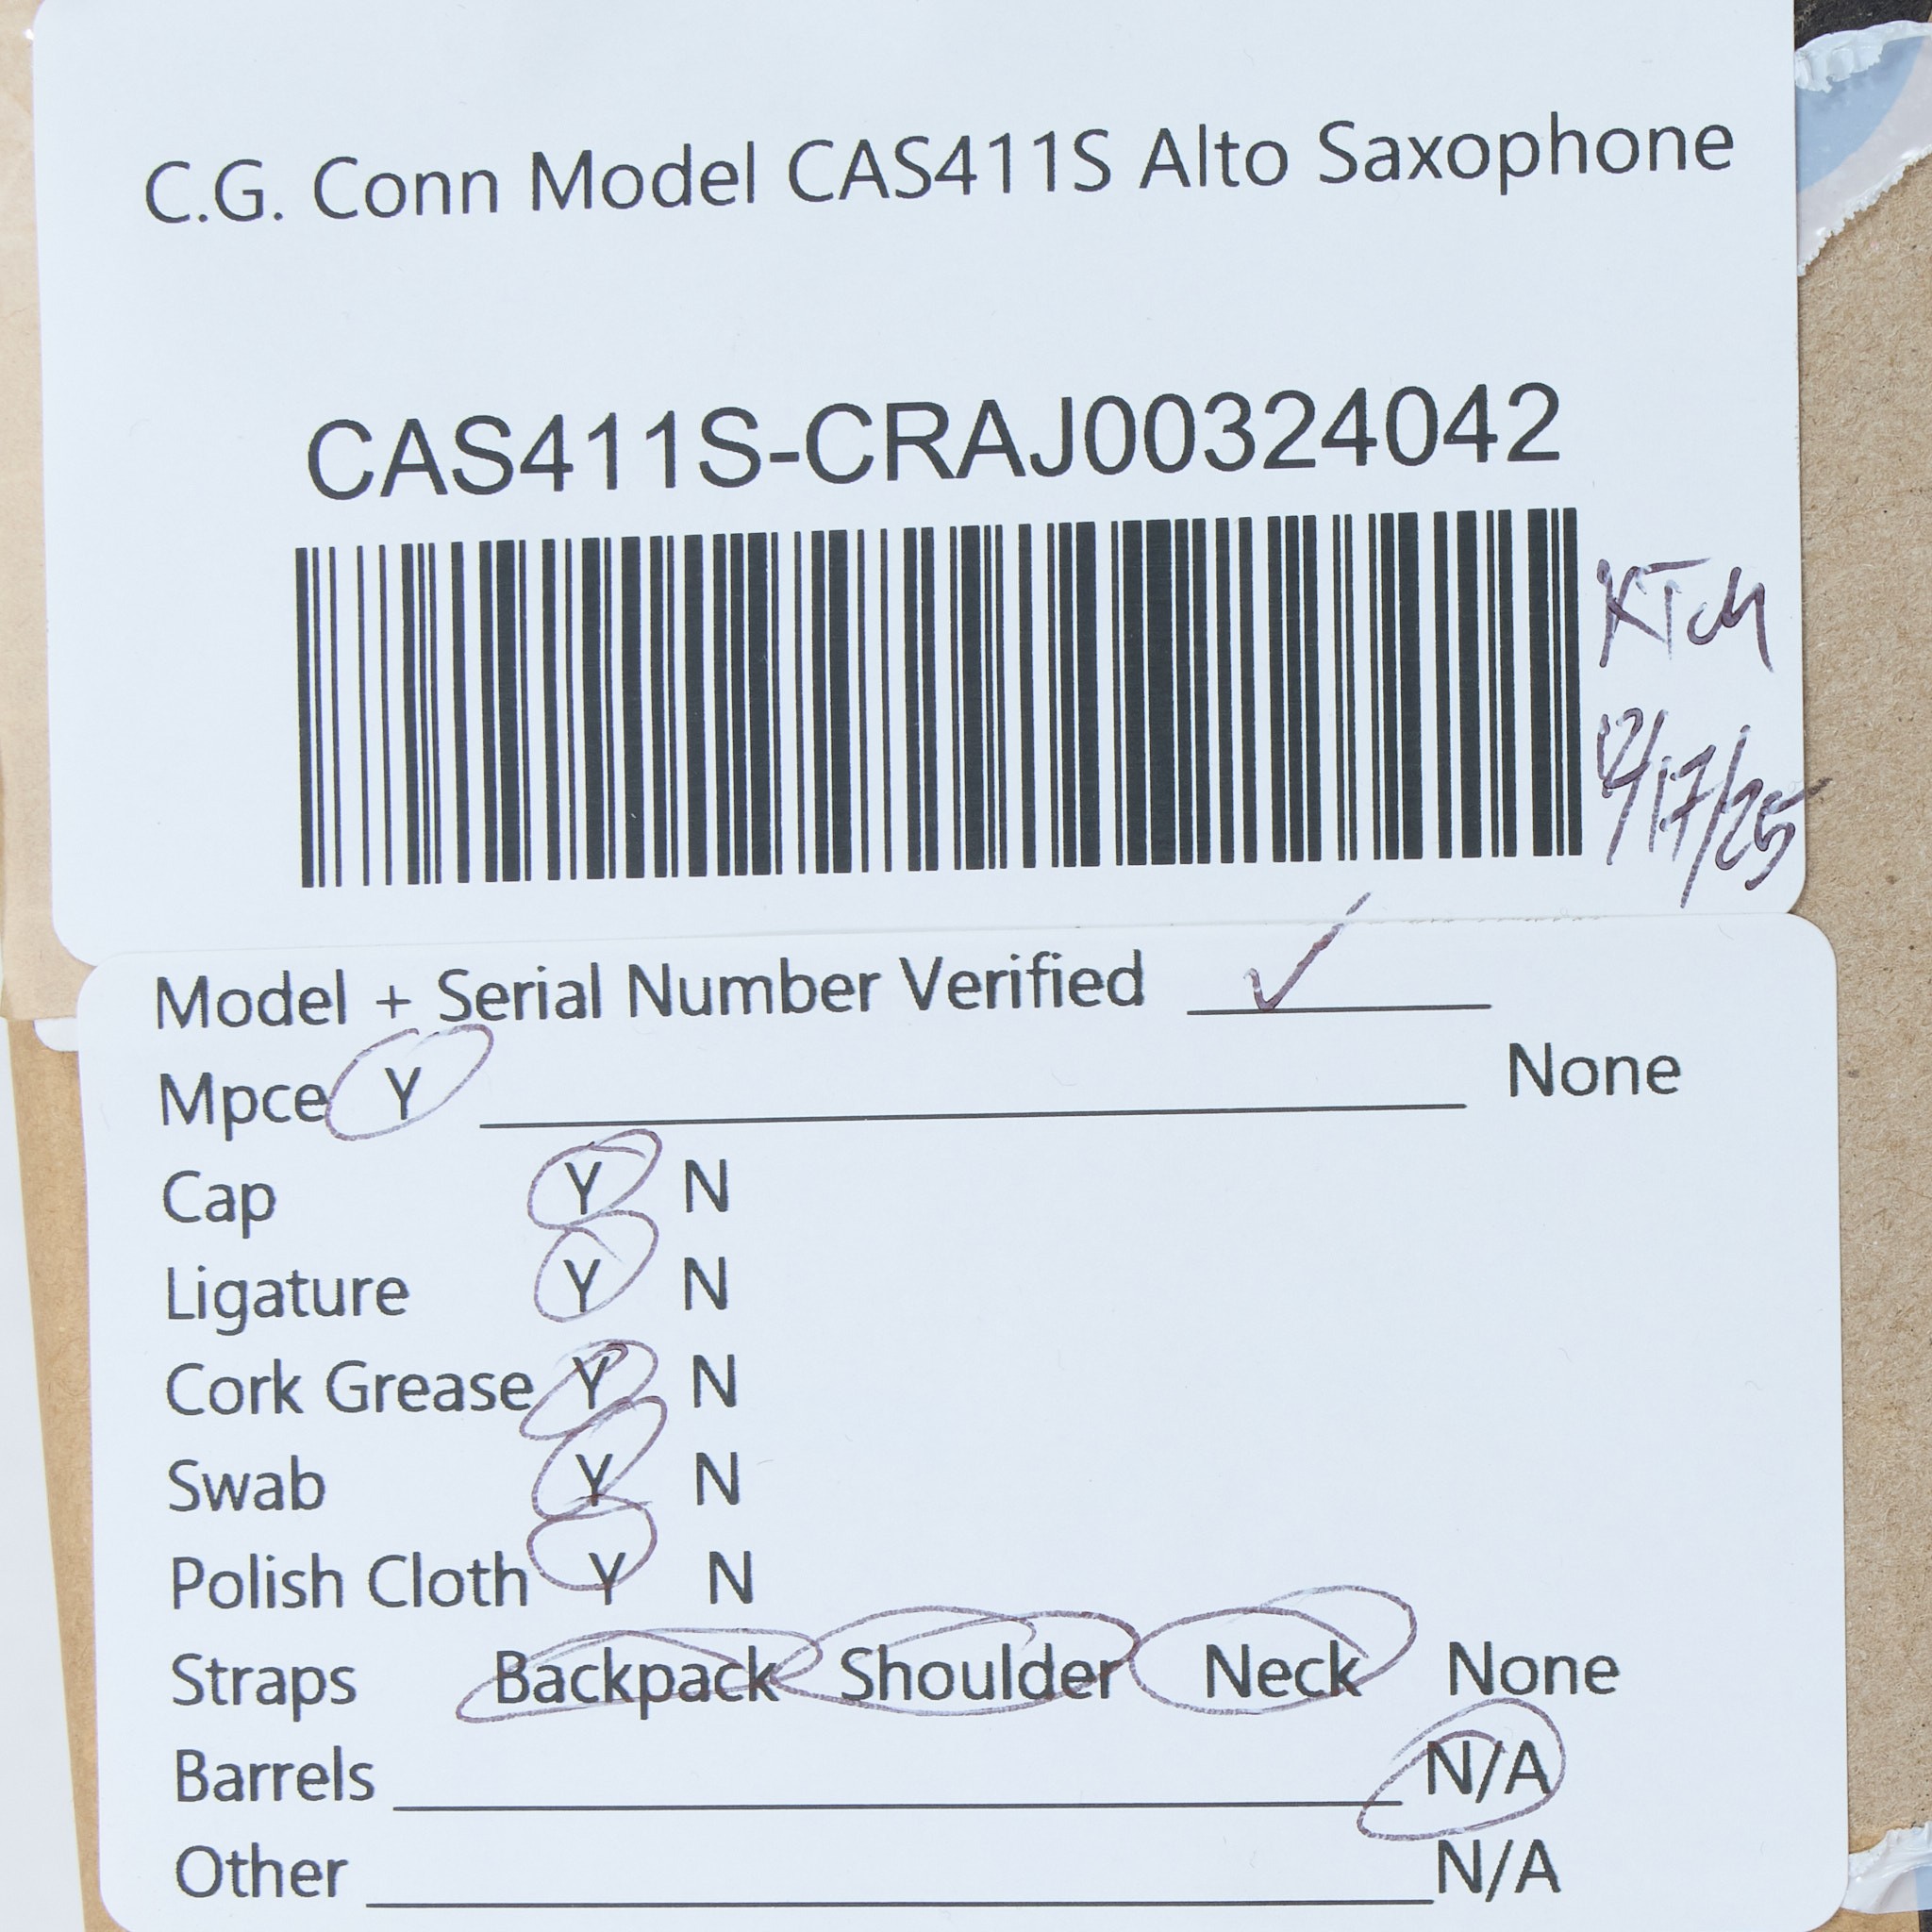 C.G. Conn Model CAS411S Alto Saxophone
CAS411S-CRAJ00324042
12/17/25
Model + Serial Number Verified ✓
Mpce Y None
Cap Y N
Ligature Y N
Cork Grease Y N
Swab Y N
Polish Cloth Y N
Straps Backpack Shoulder Neck None
Barrels N/A
Other N/A